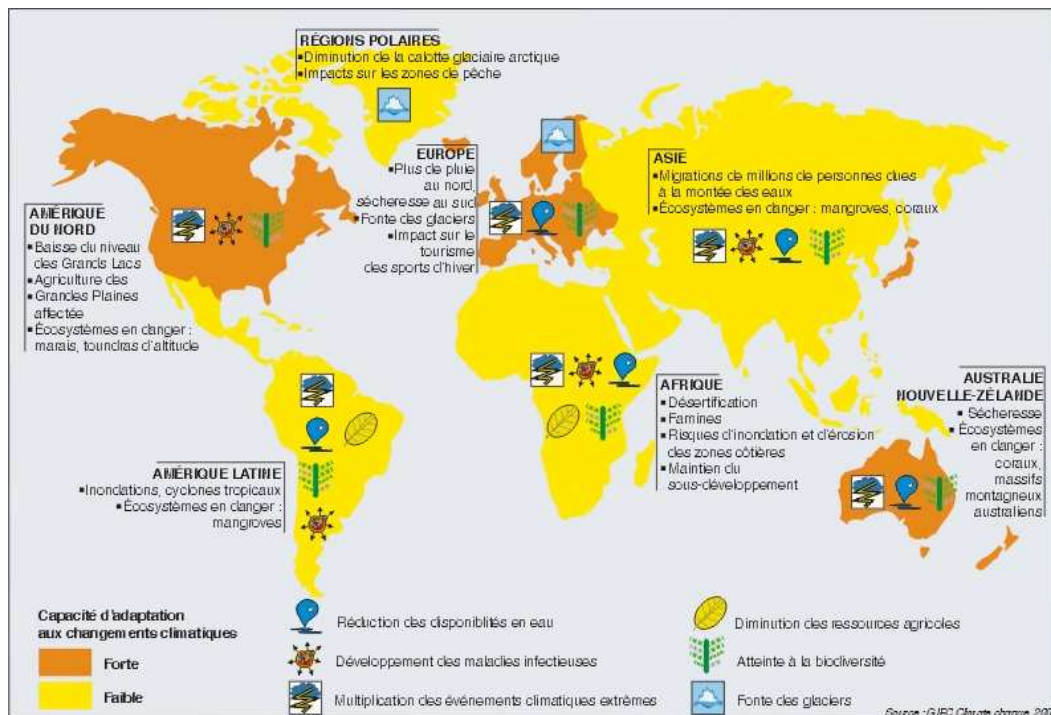 RÉGIONS POLAIRES
▪Diminution de la calotte glaciaire arctique
▪Impacts sur les zones de pêche
EUROPE
▪Plus de pluie
au nord,
sécheresse au sud
▪Fonte des glaciers
▪Impact sur le
tourisme
des sports d'hiver
ASIE
▪Migrations de millions de personnes dues
à la montée des eaux
▪Écosystèmes en danger : mangroves, coraux
AMÉRIQUE
DU NORD
▪Baisse du niveau
des Grands Lacs
▪Agriculture des
▪Grandes Plaines
affectée
▪Écosystèmes en danger :
marais, toundras d'altitude
AFRIQUE
▪Désertification
▪Famines
▪Risques d'inondation et d'érosion
des zones côtières
▪Maintien du
sous-développement
AUSTRALIE
NOUVELLE-ZÉLANDE
▪Sécheresse
▪Écosystèmes
en danger :
coraux,
massifs
montagneux
australiens
AMÉRIQUE LATINE
▪Inondations, cyclones tropicaux
▪Écosystèmes en danger :
mangroves
Capacité d'adaptation
aux changements climatiques
Forte
Faible
Réduction des disponiblités en eau
Développement des maladies infectieuses
Multiplication des événements climatiques extrêmes
Diminution des ressources agricoles
Atteinte à la biodiversité
Fonte des glaciers
Source : GIEC Climate change,